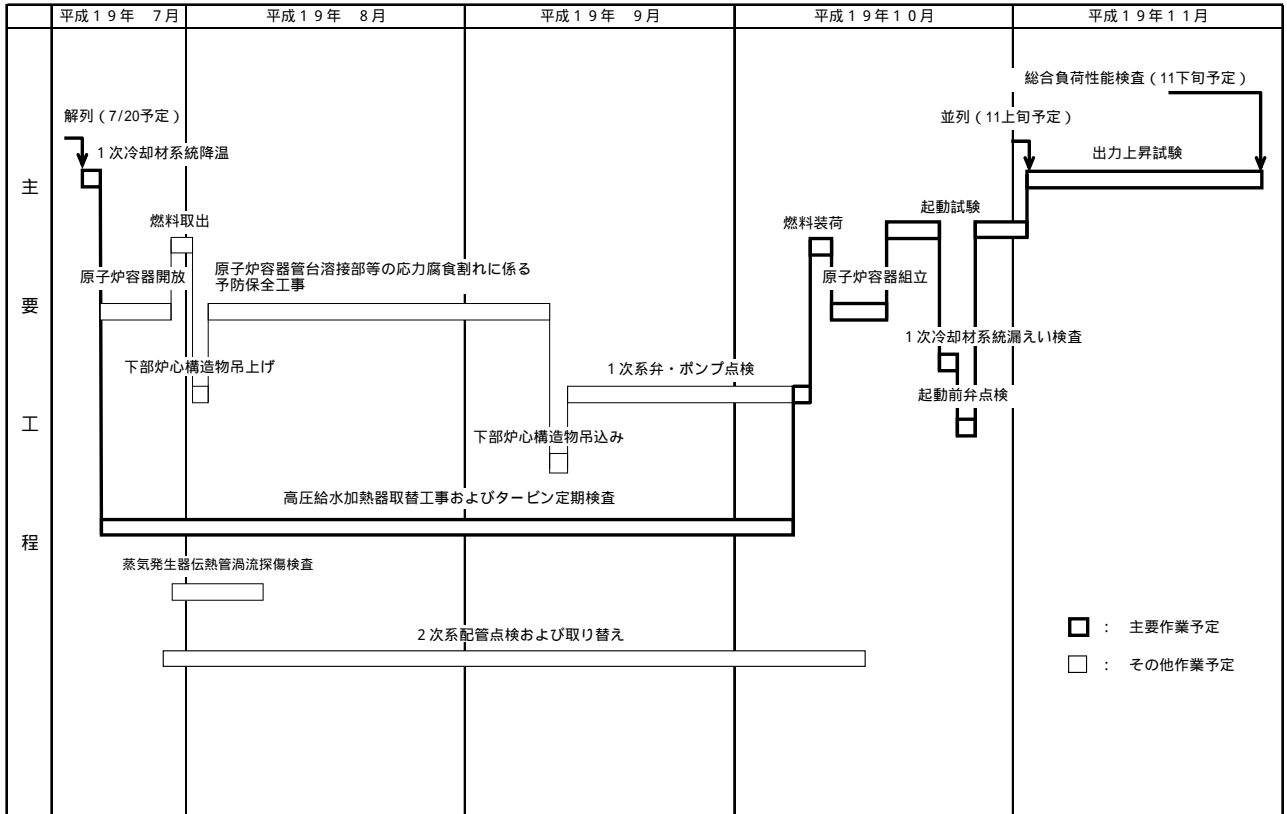 平成19年 7月
平成19年 8月
平成19年 9月
平成19年10月
平成19年11月
総合負荷性能検査(11下旬予定)
解列(7/20予定)
並列(11上旬予定)
1次冷却材系統降温
出力上昇試験
主要工程
燃料取出
燃料装荷
起動試験
原子炉容器開放
原子炉容器管台溶接部等の応力腐食割れに係る
予防保全工事
原子炉容器組立
1次冷却材系統漏えい検査
下部炉心構造物吊上げ
1次系弁・ポンプ点検
起動前弁点検
下部炉心構造物吊込み
高圧給水加熱器取替工事およびタービン定期検査
蒸気発生器伝熱管渦流探傷検査
2次系配管点検および取り替え
: 主要作業予定
: その他作業予定